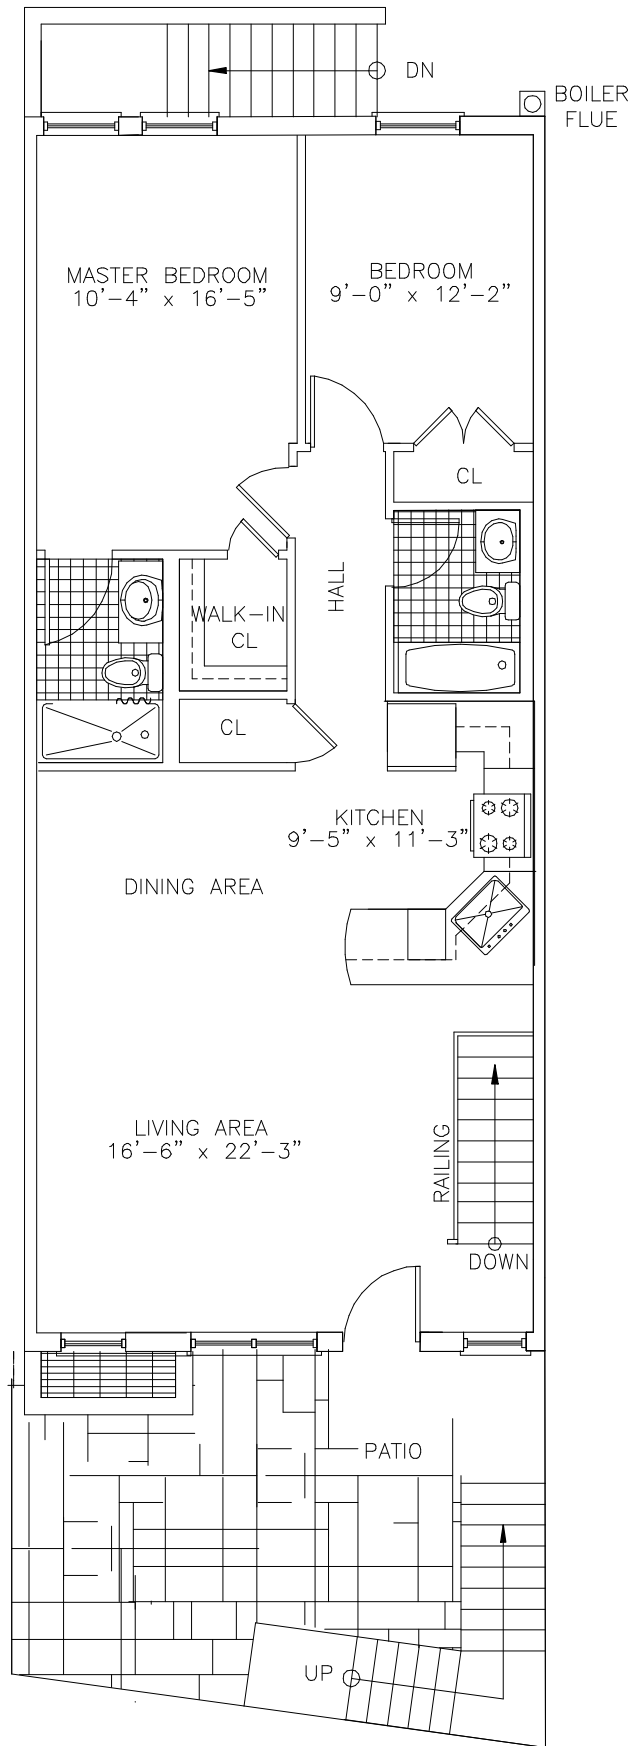 DN
BOILER
FLUE
MASTER BEDROOM
10'-4" x 16'-5"
BEDROOM
9'-0" x 12'-2"
CL
HALL
WALK-IN
CL
CL
KITCHEN
9'-5" x 11'-3"
DINING AREA
LIVING AREA
16'-6" x 22'-3"
RAILING
DOWN
PATIO
UP